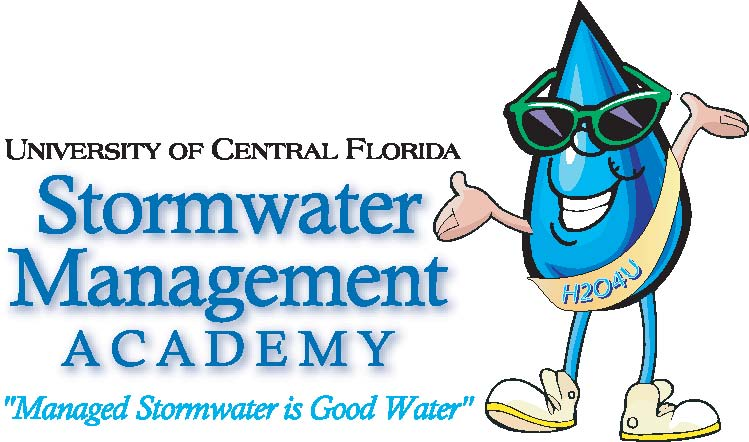 UNIVERSITY OF CENTRAL FLORIDA
Stormwater
Management
ACADEMY
"Managed Stormwater is Good Water"
H2O4U